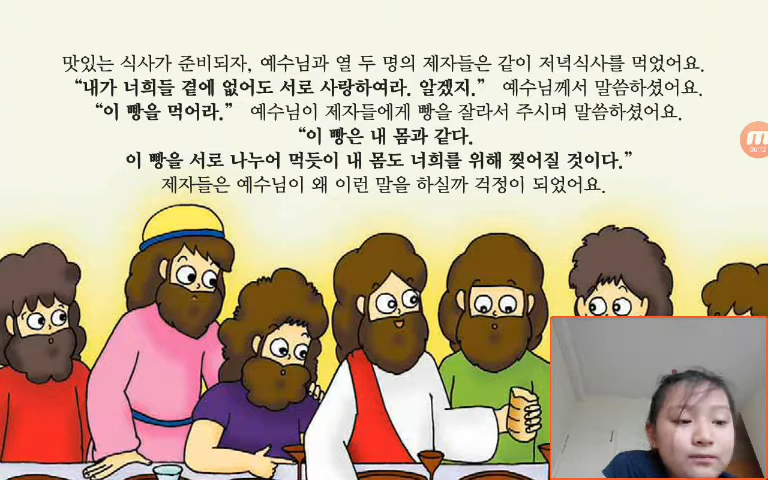 맛있는 식사가 준비되자, 예수님과 열 두 명의 제자들은 같이 저녁식사를 먹었어요.
“내가 너희들 곁에 없어도 서로 사랑하여라. 알겠지.” 예수님께서 말씀하셨어요.
“이 빵을 먹어라.” 예수님이 제자들에게 빵을 잘라서 주시며 말씀하셨어요.
“이 빵은 내 몸과 같다.
이 빵을 서로 나누어 먹듯이 내 몸도 너희를 위해 찢어질 것이다.”
제자들은 예수님이 왜 이런 말을 하실까 걱정이 되었어요.